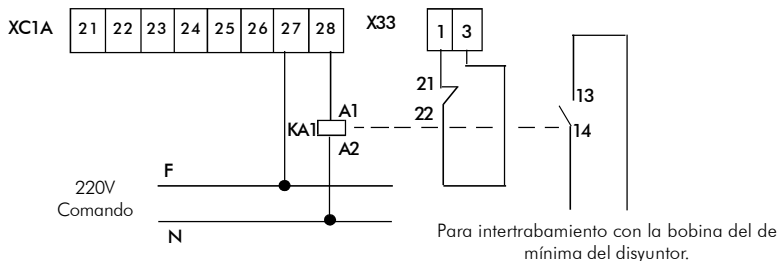 XC1A 21 22 23 24 25 26 27 28 X33 1 3
21
22
13
14
A1
KA1
A2
F
220V
Comando
N
Para intertrabamiento con la bobina del de
mínima del disyuntor.